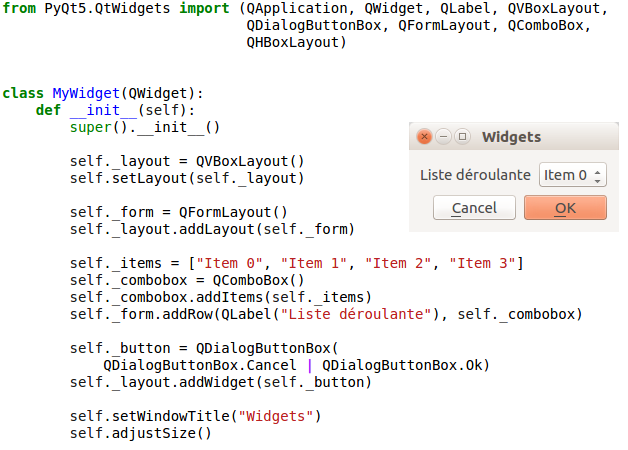 from PyQt5.QtWidgets import (QApplication, QWidget, QLabel, QVBoxLayout,
QDialogButtonBox, QFormLayout, QComboBox,
QHBoxLayout)
class MyWidget(QWidget):
def __init__(self):
super().__init__()
self._layout = QVBoxLayout()
self.setLayout(self._layout)
self._form = QFormLayout()
self._layout.addLayout(self._form)
self._items = ["Item 0", "Item 1", "Item 2", "Item 3"]
self._combobox = QComboBox()
self._combobox.addItems(self._items)
self._form.addRow(QLabel("Liste déroulante"), self._combobox)
self._button = QDialogButtonBox(
QDialogButtonBox.Cancel | QDialogButtonBox.Ok)
self._layout.addWidget(self._button)
self.setWindowTitle("Widgets")
self.adjustSize()
Widgets
Liste déroulante Item 0
Cancel OK